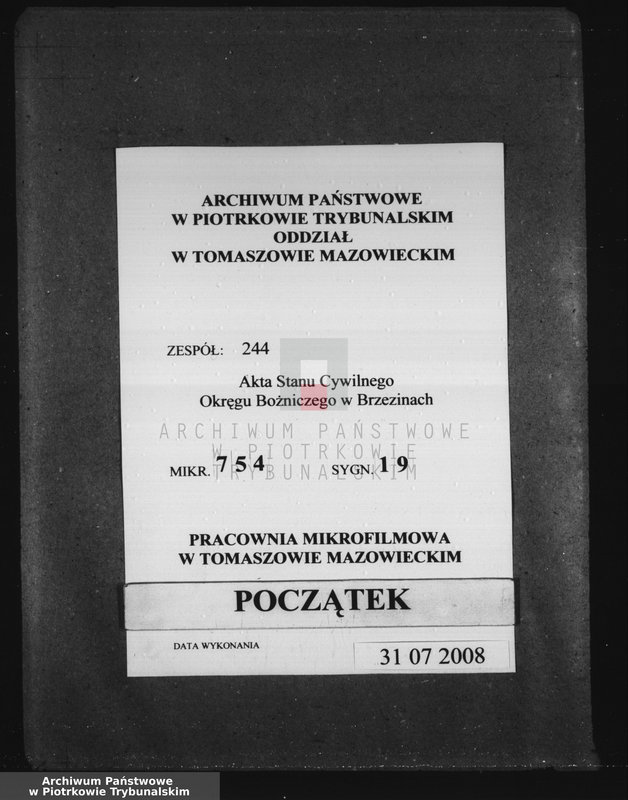 ARCHIWUM PAŃSTWOWE
W PIOTRKOWIE TRYBUNALSKIM
ODDZIAŁ
W TOMASZOWIE MAZOWIECKIM
ZESPÓŁ: 244
Akta Stanu Cywilnego
Okręgu Bożniczego w Brzezinach
ARCHIWUM PAŃSTWOWE
W PIOTRKOWIE
TRYBUNALSKIM
MIKR. 754 SYGN. 19
PRACOWNIA MIKROFILMOWA
W TOMASZOWIE MAZOWIECKIM
POCZĄTEK
DATA WYKONANIA 31 07 2008
Archiwum Państwowe
w Piotrkowie Trybunalskim